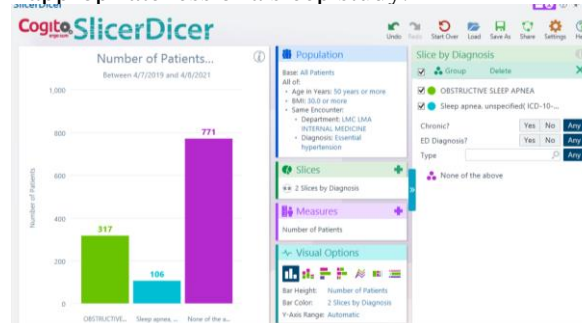 SlicerDicer
Cogito SlicerDicer
Undo
Redo
Start Over
Load
Save As
Share
Settings
Number of Patients...
Between 4/7/2019 and 4/8/2021
Number of Patients
1,000
800
600
400
200
0
317
106
771
OBSTRUCTIVE...
Sleep apnea, ...
None of the a...
Population
Base: All Patients
All of:
• Age in Years: 50 years or more
• BMI: 30.0 or more
• Same Encounter:
◦ Department: LMC LMA
INTERNAL MEDICINE
◦ Diagnosis: Essential
hypertension
Slices
2 Slices by Diagnosis
Measures
Number of Patients
Visual Options
Bar Height: Number of Patients
Bar Color: 2 Slices by Diagnosis
Y-Axis Range: Automatic
Slice by Diagnosis
Group Delete
OBSTRUCTIVE SLEEP APNEA
Sleep apnea, unspecified( ICD-10-...
Chronic? Yes No Any
ED Diagnosis? Yes No Any
Type Any
None of the above